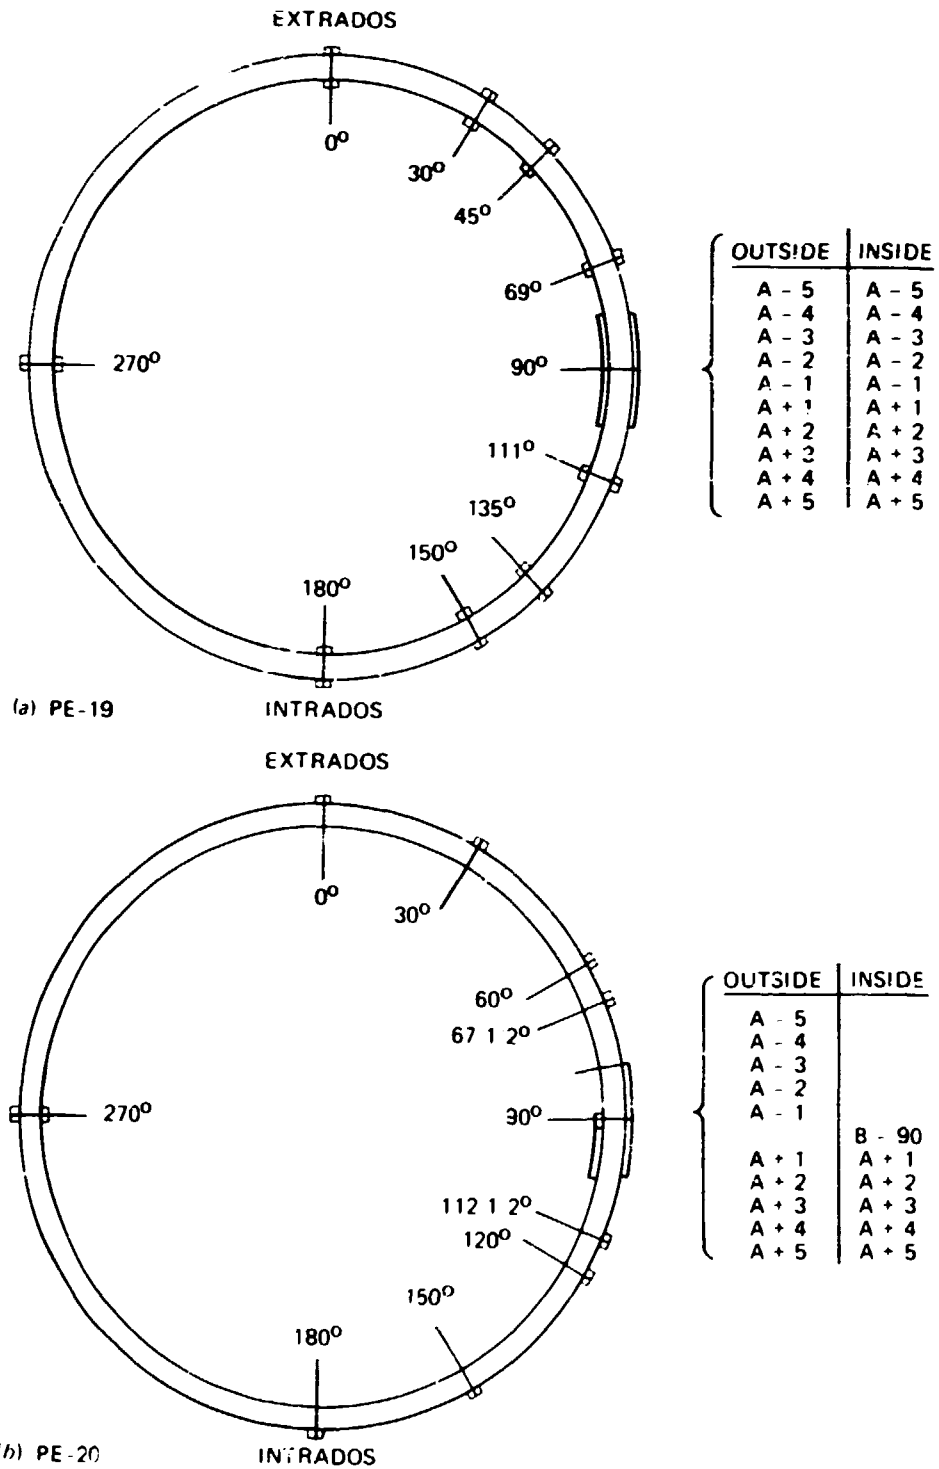 EXTRADOS
0°
30°
45°
69°
90°
270°
111°
135°
150°
180°
OUTSIDE INSIDE
A - 5 A - 5
A - 4 A - 4
A - 3 A - 3
A - 2 A - 2
A - 1 A - 1
A + 1 A + 1
A + 2 A + 2
A + 3 A + 3
A + 4 A + 4
A + 5 A + 5
(a) PE-19
INTRADOS
EXTRADOS
0°
30°
60°
67 1 2°
90°
270°
112 1 2°
120°
150°
180°
OUTSIDE INSIDE
A - 5
A - 4
A - 3
A - 2
A - 1
B - 90
A + 1 A + 1
A + 2 A + 2
A + 3 A + 3
A + 4 A + 4
A + 5 A + 5
(b) PE-20
INTRADOS